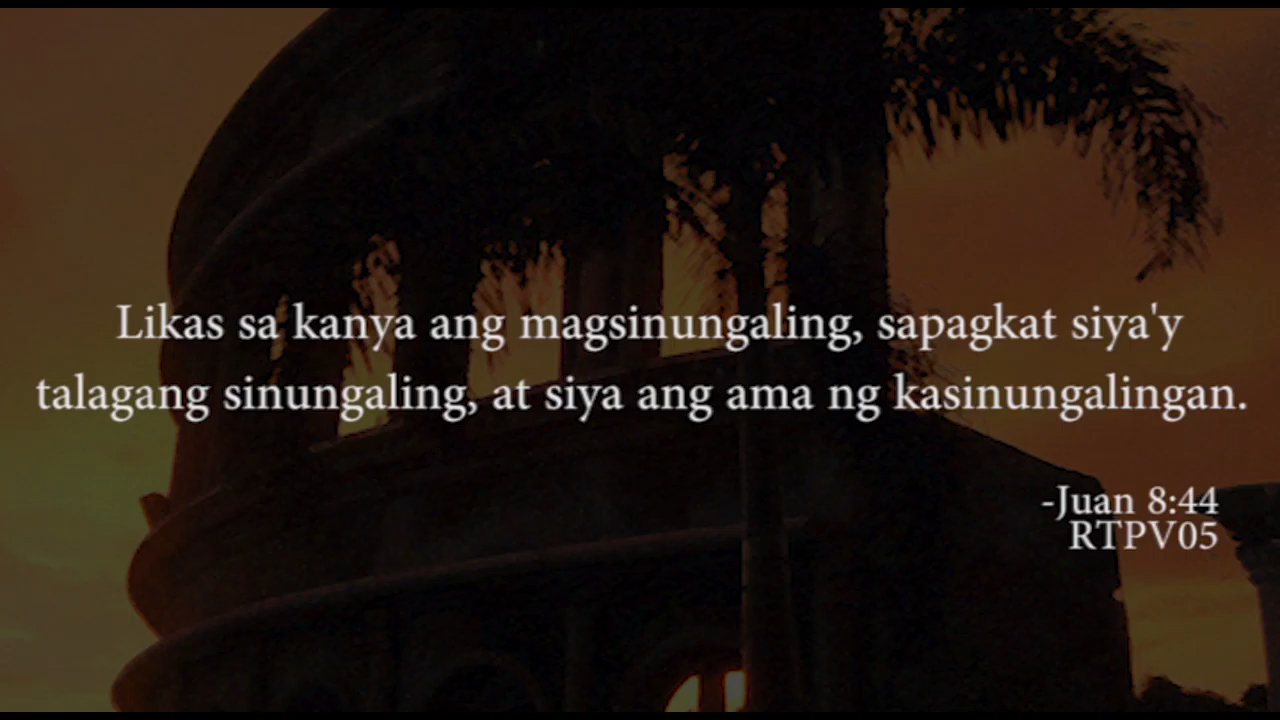 Likas sa kanya ang magsinungaling, sapagkat siya'y
talagang sinungaling, at siya ang ama ng kasinungalingan.
-Juan 8:44
RTPV05